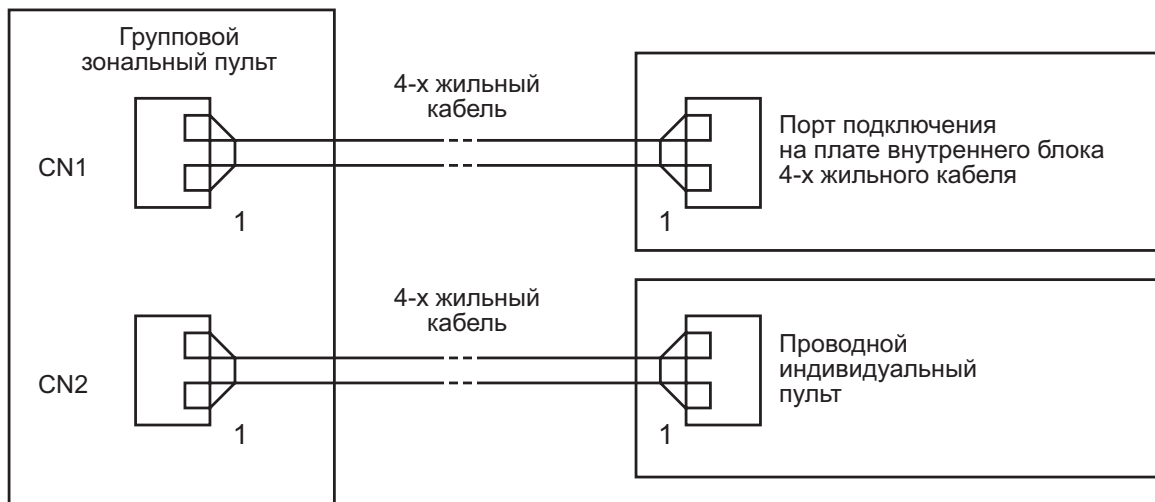 Групповой
зональный пульт
4-х жильный
кабель
CN1
Порт подключения
на плате внутреннего блока
4-х жильного кабеля
1
1
4-х жильный
кабель
CN2
Проводной
индивидуальный
пульт
1
1